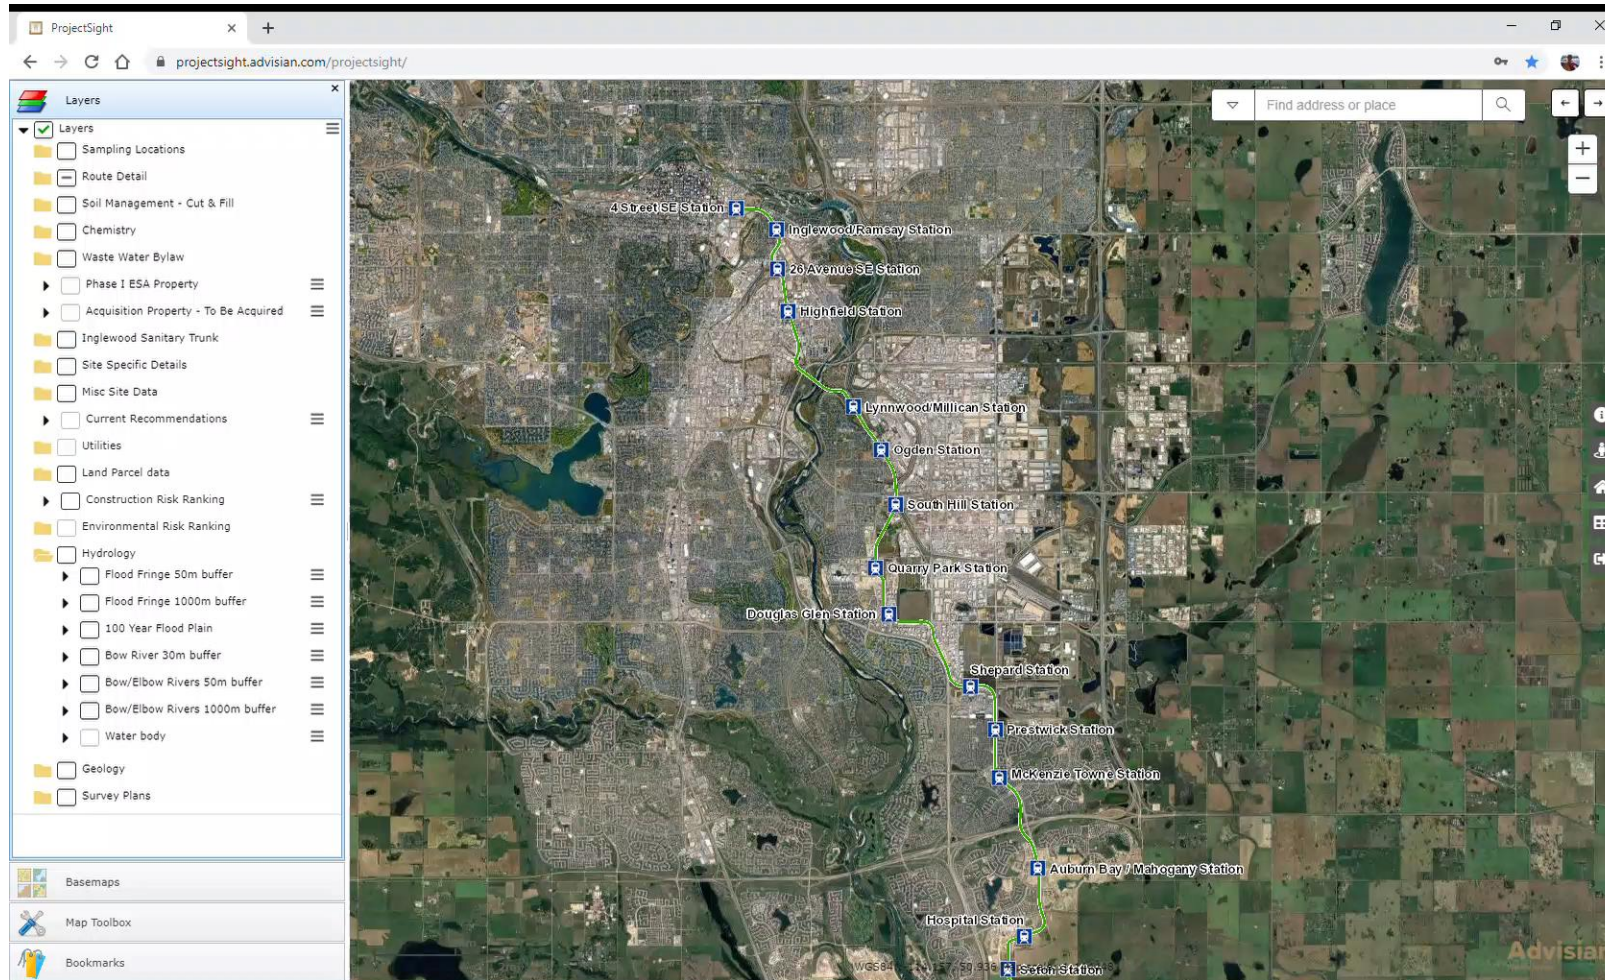 ProjectSight
projectsight.advisian.com/projectsight/
Layers
Layers
Sampling Locations
Route Detail
Soil Management - Cut & Fill
Chemistry
Waste Water Bylaw
Phase I ESA Property
Acquisition Property - To Be Acquired
Inglewood Sanitary Trunk
Site Specific Details
Misc Site Data
Current Recommendations
Utilities
Land Parcel data
Construction Risk Ranking
Environmental Risk Ranking
Hydrology
Flood Fringe 50m buffer
Flood Fringe 1000m buffer
100 Year Flood Plain
Bow River 30m buffer
Bow/Elbow Rivers 50m buffer
Bow/Elbow Rivers 1000m buffer
Water body
Geology
Survey Plans
Basemaps
Map Toolbox
Bookmarks
Find address or place
4 Street SE Station
Inglewood/Ramsay Station
26 Avenue SE Station
Highfield Station
Lynnwood/Millican Station
Ogden Station
South Hill Station
Quarry Park Station
Douglas Glen Station
Shepard Station
Prestwick Station
McKenzie Towne Station
Auburn Bay / Mahogany Station
Hospital Station
Seton Station
WGS84
Advisian